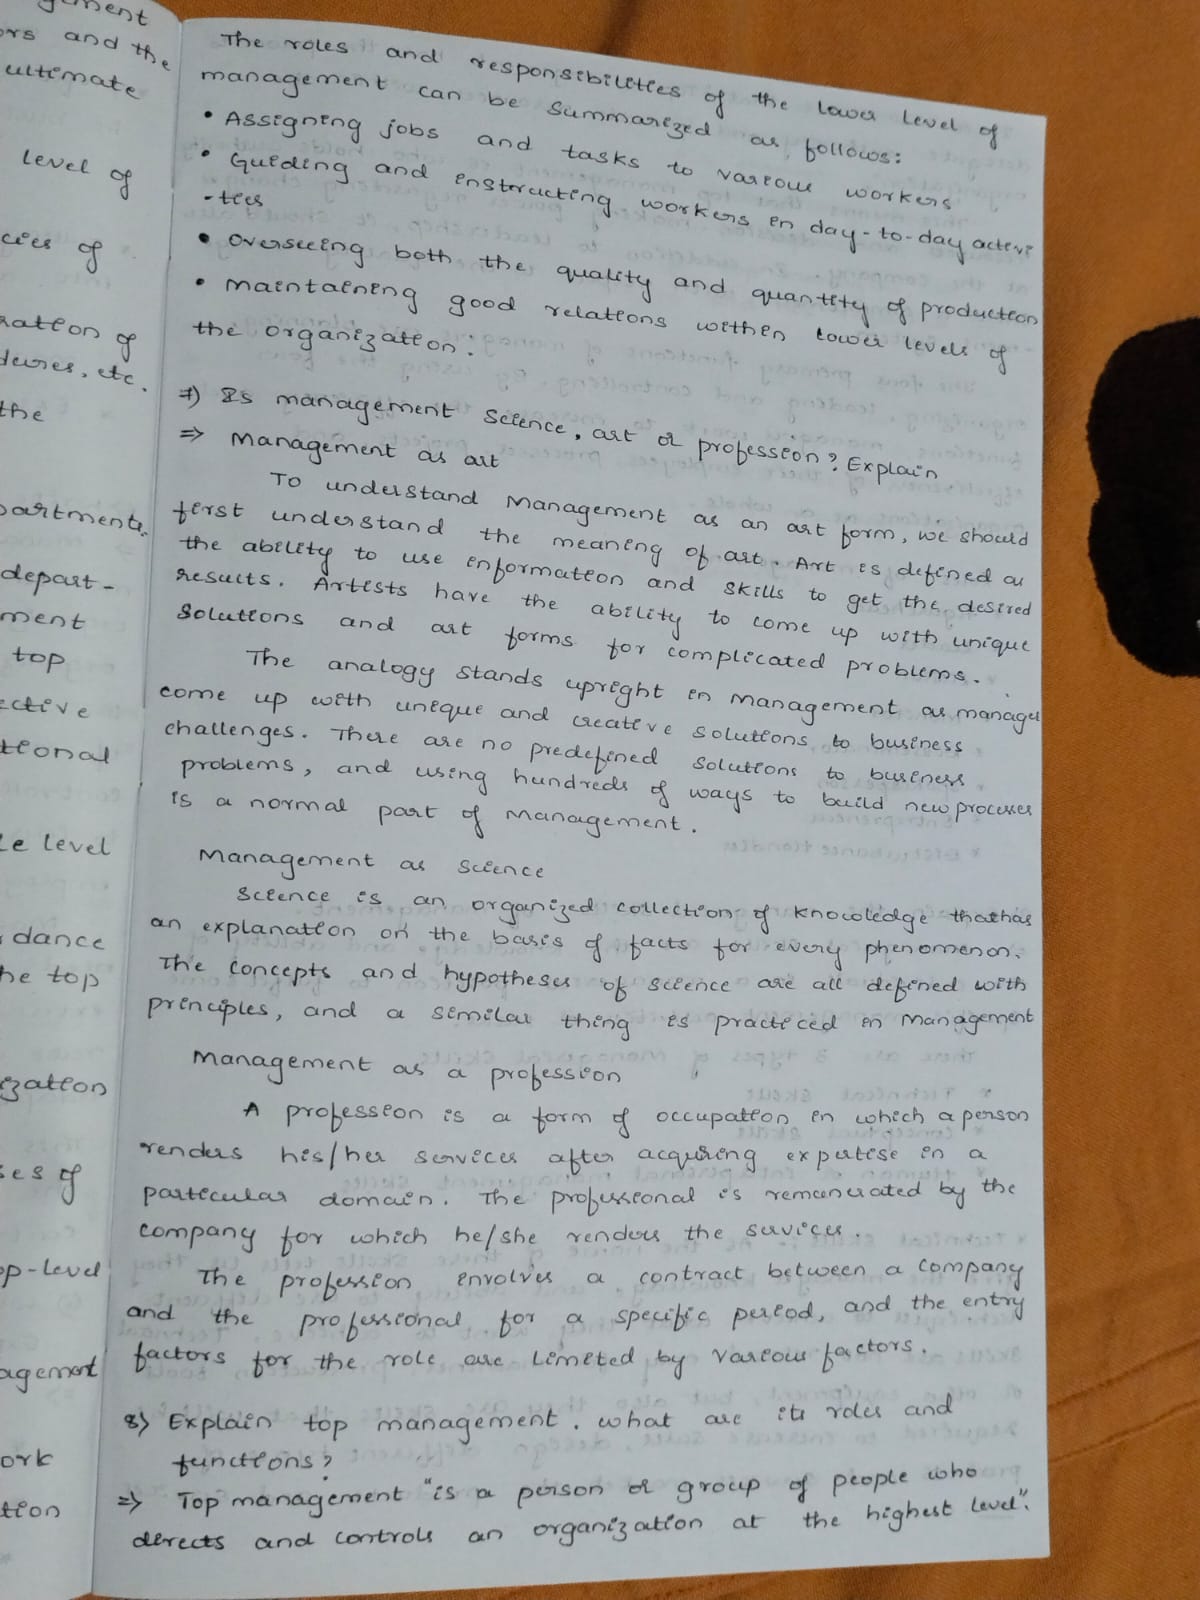 gement
ors and the
ultimate
level of
cies of
ration of
dures, etc.
the
partments.
depart-
ment
top
ective
tional
le level
dance
he top
ization
ses of
op-level
agement
ork
tion
The roles and responsibilities of the lower level of
management can be summarized as follows:
• Assigning jobs and tasks to various workers
• Guiding and instructing workers in day-to-day activi
-ties
• Overseeing both the quality and quantity of production
• Maintaining good relations within lower levels of
the organization.
7) Is management Science, art or profession? Explain
⇒ Management as art
To understand Management as an art form, we should
first understand the meaning of art. Art is defined as
the ability to use information and skills to get the desired
results. Artists have the ability to come up with unique
solutions and art forms for complicated problems.
The analogy stands upright in management as manager
come up with unique and creative solutions to business
challenges. There are no predefined solutions to business
problems, and using hundreds of ways to build new processes
is a normal part of management.
Management as Science
Science is an organized collection of knowledge that has
an explanation on the basis of facts for every phenomenon.
The concepts and hypotheses of science are all defined with
principles, and a similar thing is practiced in management
Management as a profession
A profession is a form of occupation in which a person
renders his/her services after acquiring expertise in a
particular domain. The professional is remunerated by the
company for which he/she renders the services.
The profession involves a contract between a company
and the professional for a specific period, and the entry
factors for the role are limited by various factors.
8) Explain top management. what are its roles and
functions?
⇒ Top management "is a person or group of people who
directs and controls an organization at the highest level".